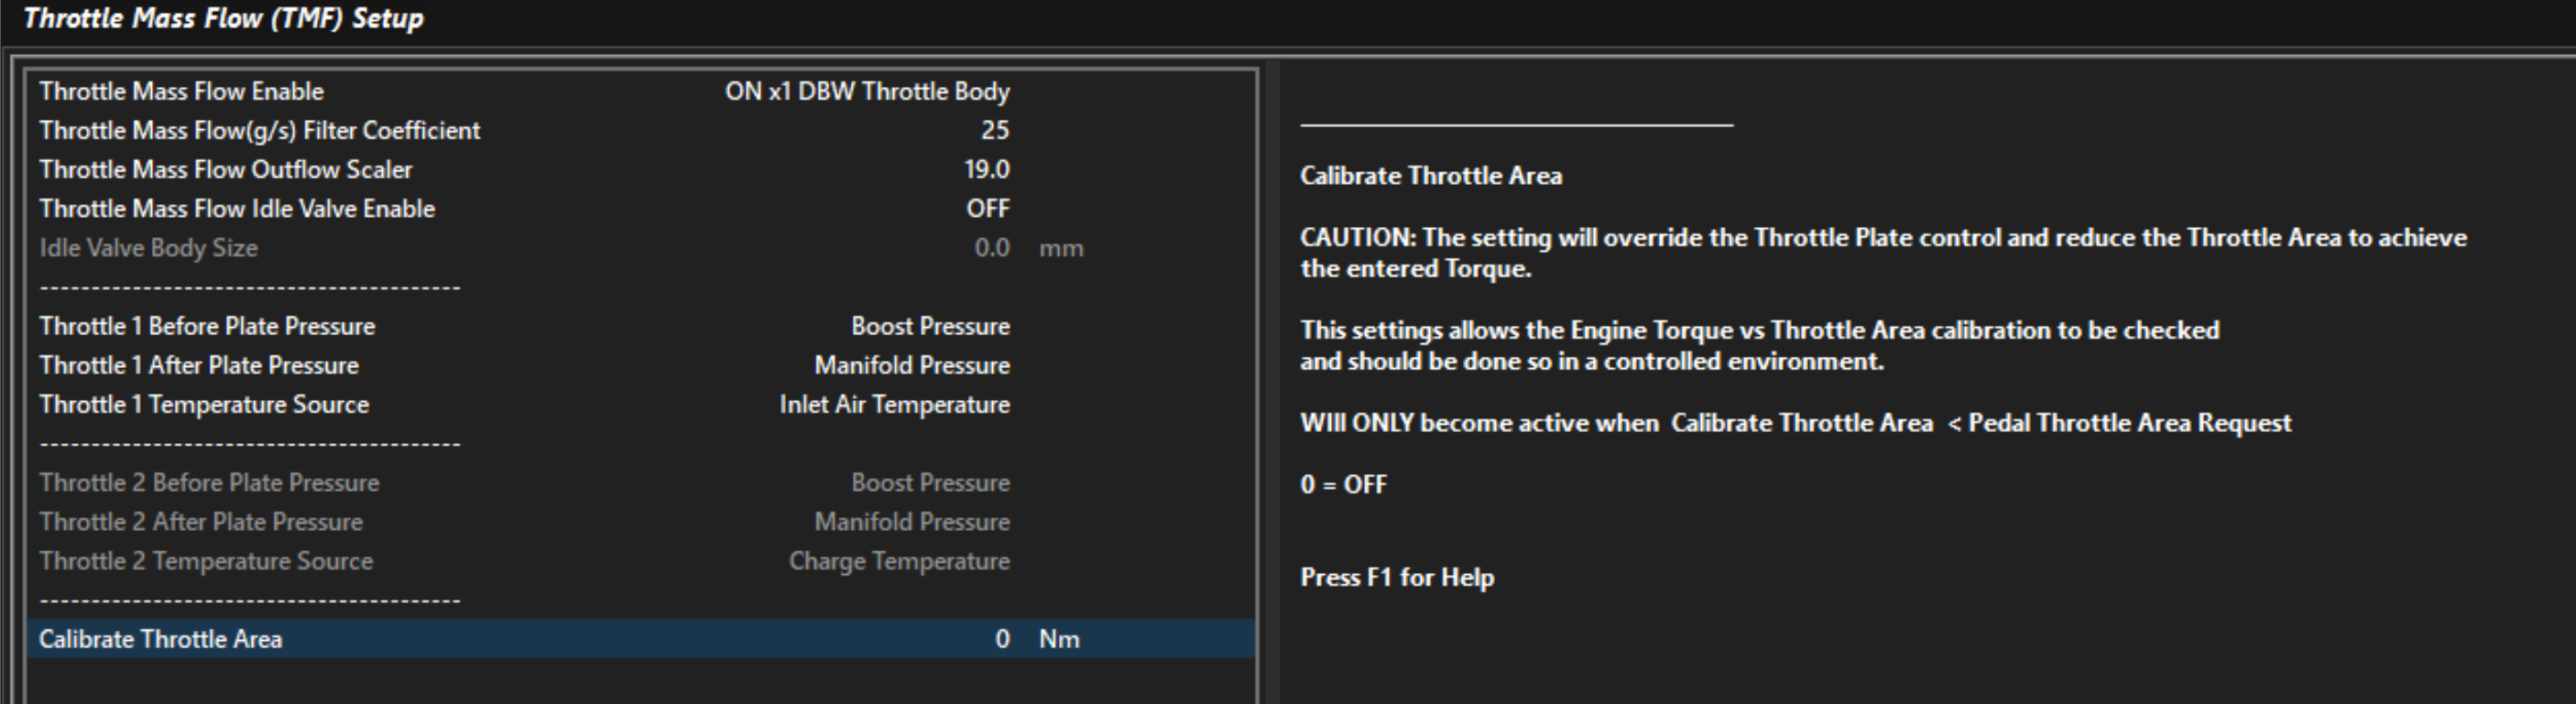 Throttle Mass Flow (TMF) Setup
Throttle Mass Flow Enable ON x1 DBW Throttle Body
Throttle Mass Flow(g/s) Filter Coefficient 25
Throttle Mass Flow Outflow Scaler 19.0
Throttle Mass Flow Idle Valve Enable OFF
Idle Valve Body Size 0.0 mm
-----------------------------------------
Throttle 1 Before Plate Pressure Boost Pressure
Throttle 1 After Plate Pressure Manifold Pressure
Throttle 1 Temperature Source Inlet Air Temperature
-----------------------------------------
Throttle 2 Before Plate Pressure Boost Pressure
Throttle 2 After Plate Pressure Manifold Pressure
Throttle 2 Temperature Source Charge Temperature
-----------------------------------------
Calibrate Throttle Area 0 Nm
Calibrate Throttle Area
CAUTION: The setting will override the Throttle Plate control and reduce the Throttle Area to achieve
the entered Torque.
This settings allows the Engine Torque vs Throttle Area calibration to be checked
and should be done so in a controlled environment.
WIll ONLY become active when Calibrate Throttle Area < Pedal Throttle Area Request
0 = OFF
Press F1 for Help